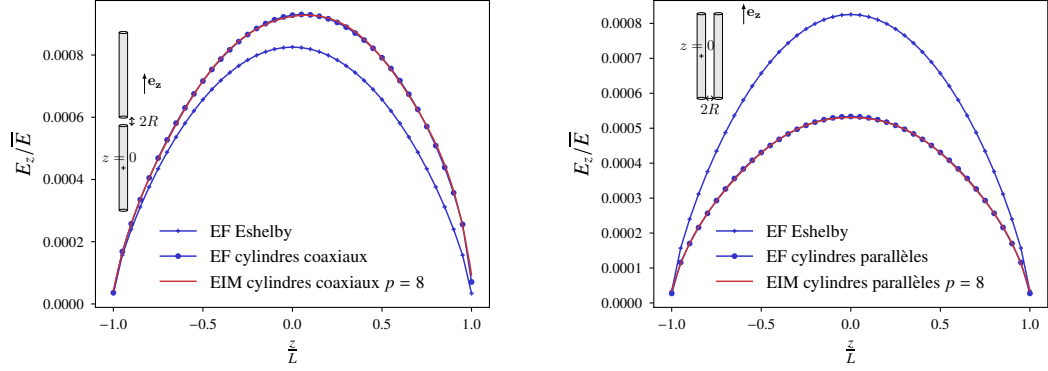 0.0008
0.0006
0.0004
0.0002
0.0000
E_z/\overline{E}
e_z
2R
z = 0
EF Eshelby
EF cylindres coaxiaux
EIM cylindres coaxiaux p = 8
−1.0
−0.5
0.0
0.5
1.0
z/L
0.0008
0.0007
0.0006
0.0005
0.0004
0.0003
0.0002
0.0001
0.0000
E_z/\overline{E}
e_z
z = 0
2R
EF Eshelby
EF cylindres parallèles
EIM cylindres parallèles p = 8
−1.0
−0.5
0.0
0.5
1.0
z/L